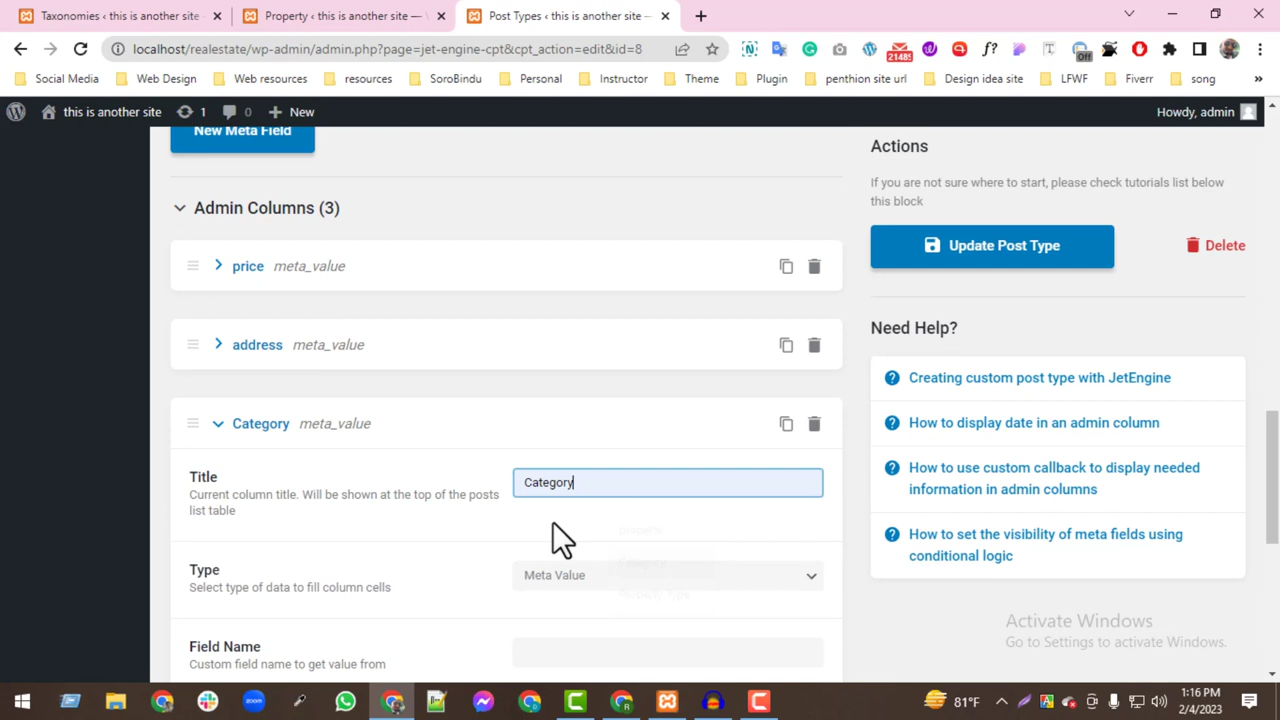 Taxonomies ‹ this is another site
Property ‹ this is another site — W
Post Types ‹ this is another site —
localhost/realestate/wp-admin/admin.php?page=jet-engine-cpt&cpt_action=edit&id=8
21485
Off
Social Media
Web Design
Web resources
resources
SoroBindu
Personal
Instructor
Theme
Plugin
penthion site url
Design idea site
LFWF
Fiverr
song
this is another site
1
0
New
Howdy, admin
New Meta Field
Admin Columns (3)
price meta_value
address meta_value
Category meta_value
Title
Current column title. Will be shown at the top of the posts
list table
Category
Type
Select type of data to fill column cells
Meta Value
Field Name
Custom field name to get value from
Actions
If you are not sure where to start, please check tutorials list below
this block
Update Post Type
Delete
Need Help?
Creating custom post type with JetEngine
How to display date in an admin column
How to use custom callback to display needed
information in admin columns
How to set the visibility of meta fields using
conditional logic
Activate Windows
Go to Settings to activate Windows.
81°F
1:16 PM
2/4/2023